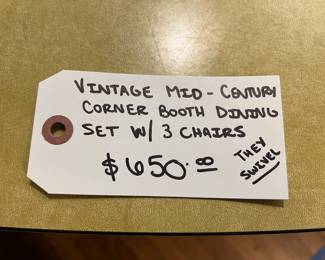 VINTAGE MID-CENTURY
CORNER BOOTH DINING
SET W/ 3 CHAIRS
$650.00
THEY
SWIVEL